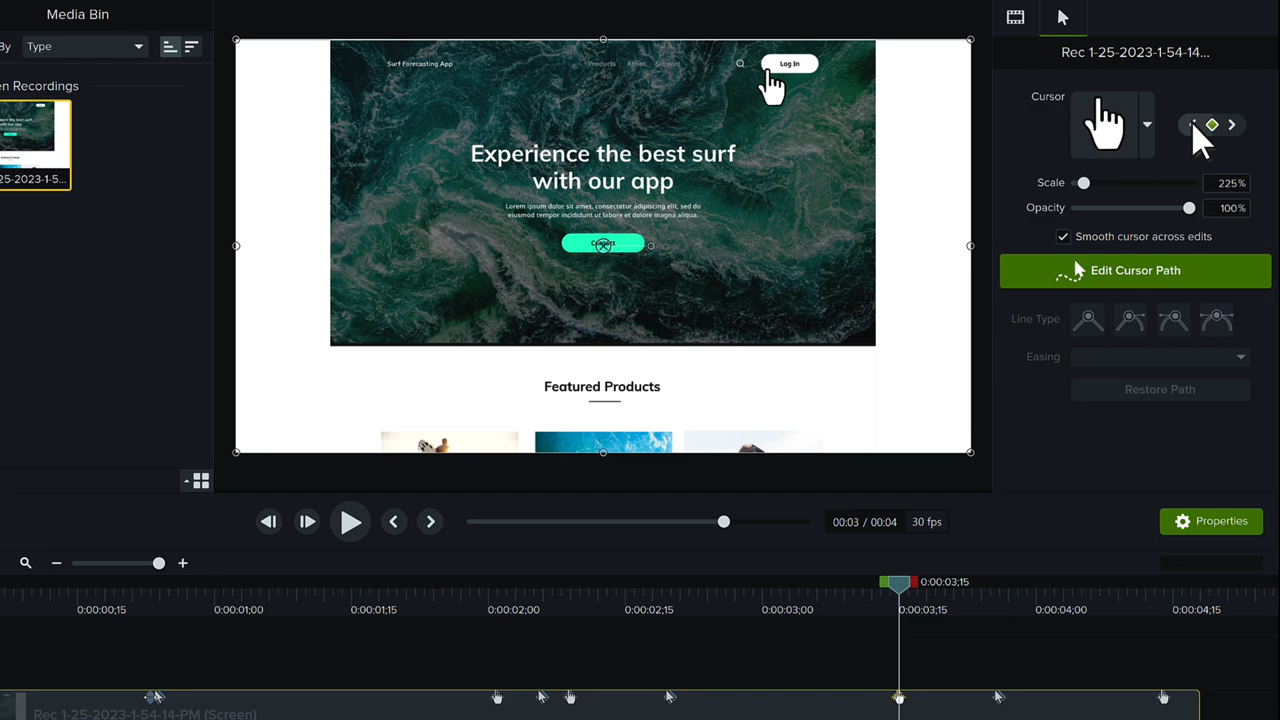 Media Bin
By
Type
en Recordings
25-2023-1-5...
Surf Forecasting App
Products
About
Support
Log In
Experience the best surf
with our app
Lorem ipsum dolor sit amet, consectetur adipiscing elit, sed do
eiusmod tempor incididunt ut labore et dolore magna aliqua.
Featured Products
Rec 1-25-2023-1-54-14...
Cursor
Scale
225%
Opacity
100%
Smooth cursor across edits
Edit Cursor Path
Line Type
Easing
Restore Path
00:03 / 00:04
30 fps
Properties
0:00:03;15
0:00:00;15
0:00:01;00
0:00:01;15
0:00:02;00
0:00:02;15
0:00:03;00
0:00:03;15
0:00:04;00
0:00:04;15
Rec 1-25-2023-1-54-14-PM (Screen)